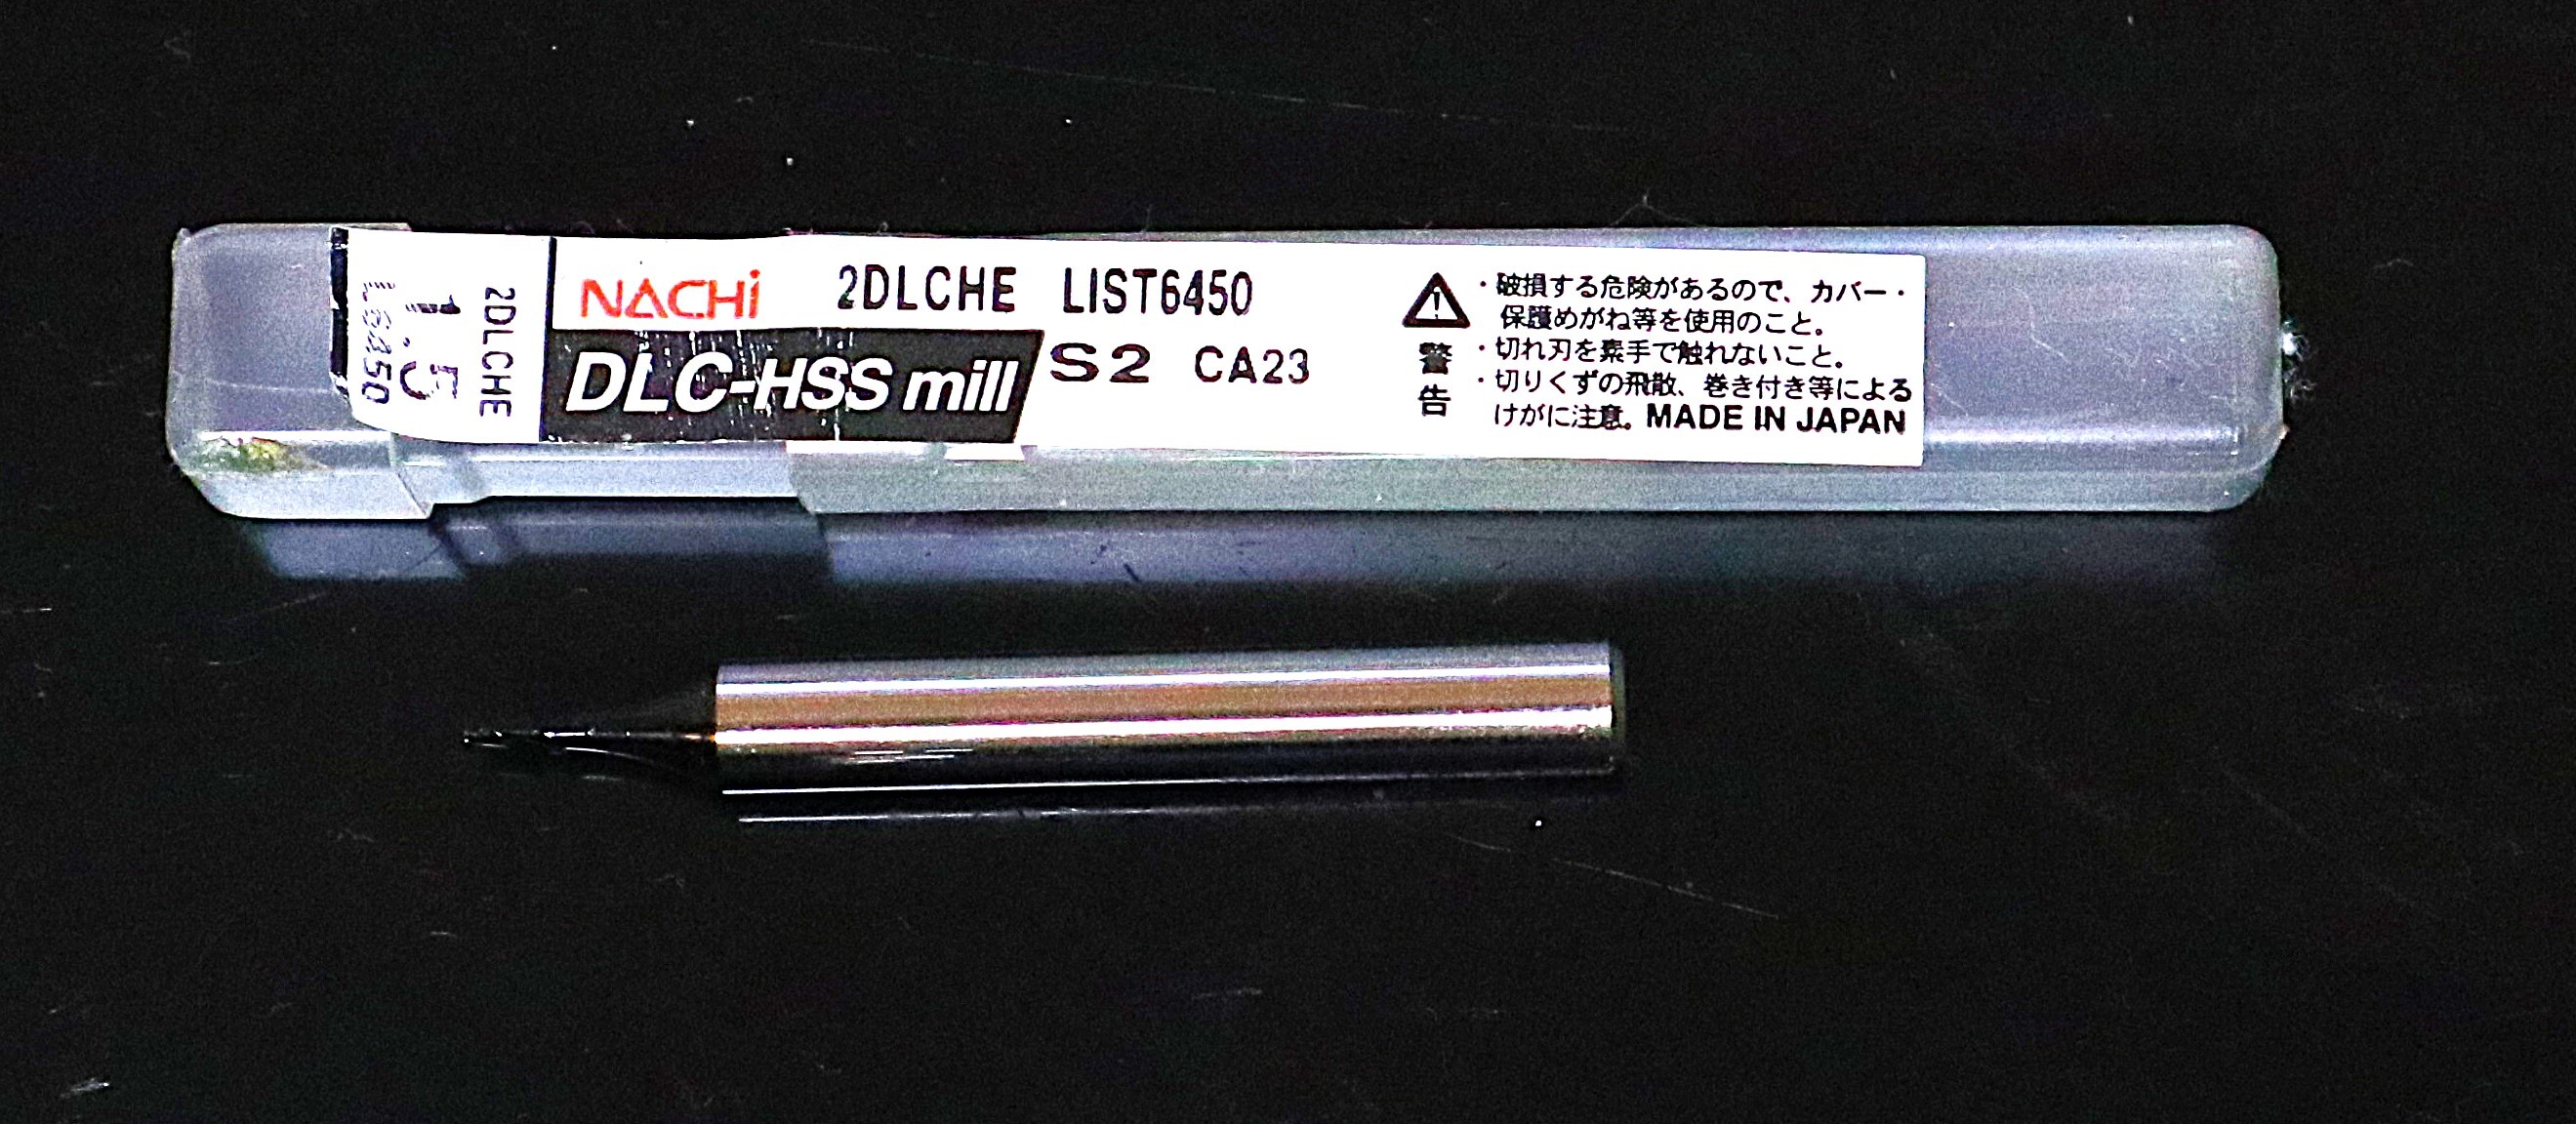 2DLCHE
1.5
L6450
NACHi 2DLCHE LIST6450
DLC-HSS mill S2 CA23
警告
・破損する危険があるので、カバー・
保護めがね等を使用のこと。
・切れ刃を素手で触れないこと。
・切りくずの飛散、巻き付き等による
けがに注意。MADE IN JAPAN